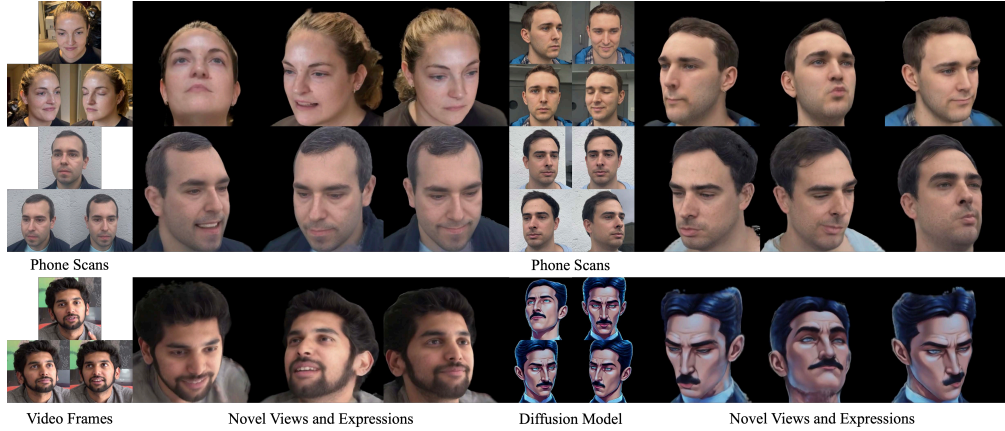 Phone Scans
Phone Scans
Video Frames
Novel Views and Expressions
Diffusion Model
Novel Views and Expressions